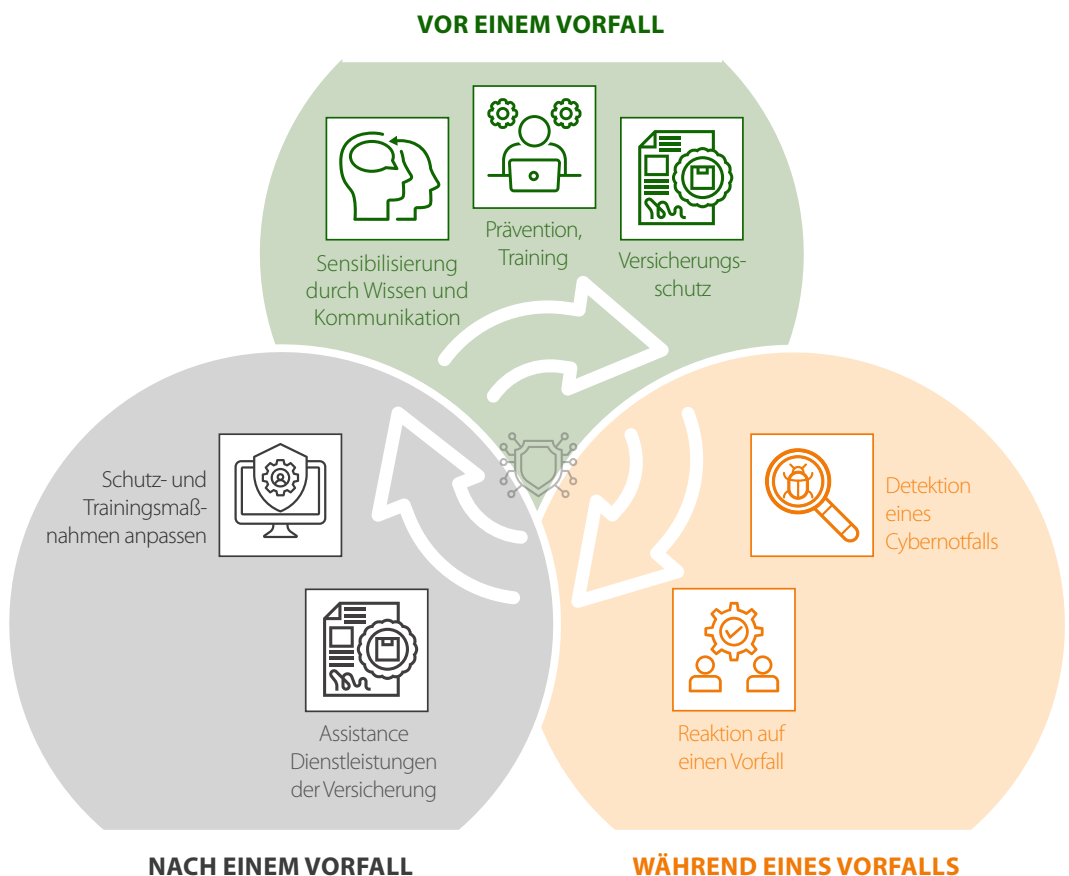 VOR EINEM VORFALL
Sensibilisierung
durch Wissen und
Kommunikation
Prävention,
Training
Versicherungs-
schutz
Detektion
eines
Cybernotfalls
Reaktion auf
einen Vorfall
WÄHREND EINES VORFALLS
Schutz- und
Trainingsmaß-
nahmen anpassen
Assistance
Dienstleistungen
der Versicherung
NACH EINEM VORFALL